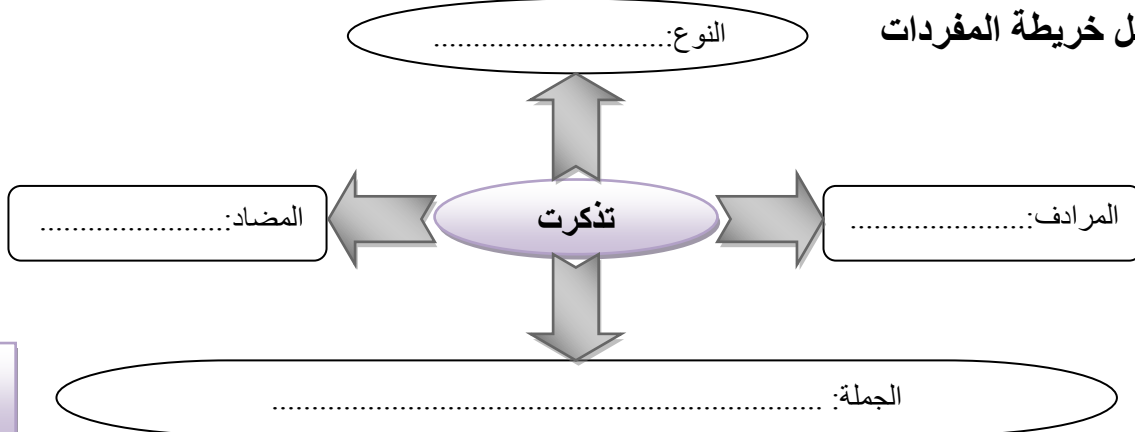 ل خريطة المفردات
النوع:............................
المرادف:.......................
تذكرت
المضاد:........................
الجملة: ......................................................................